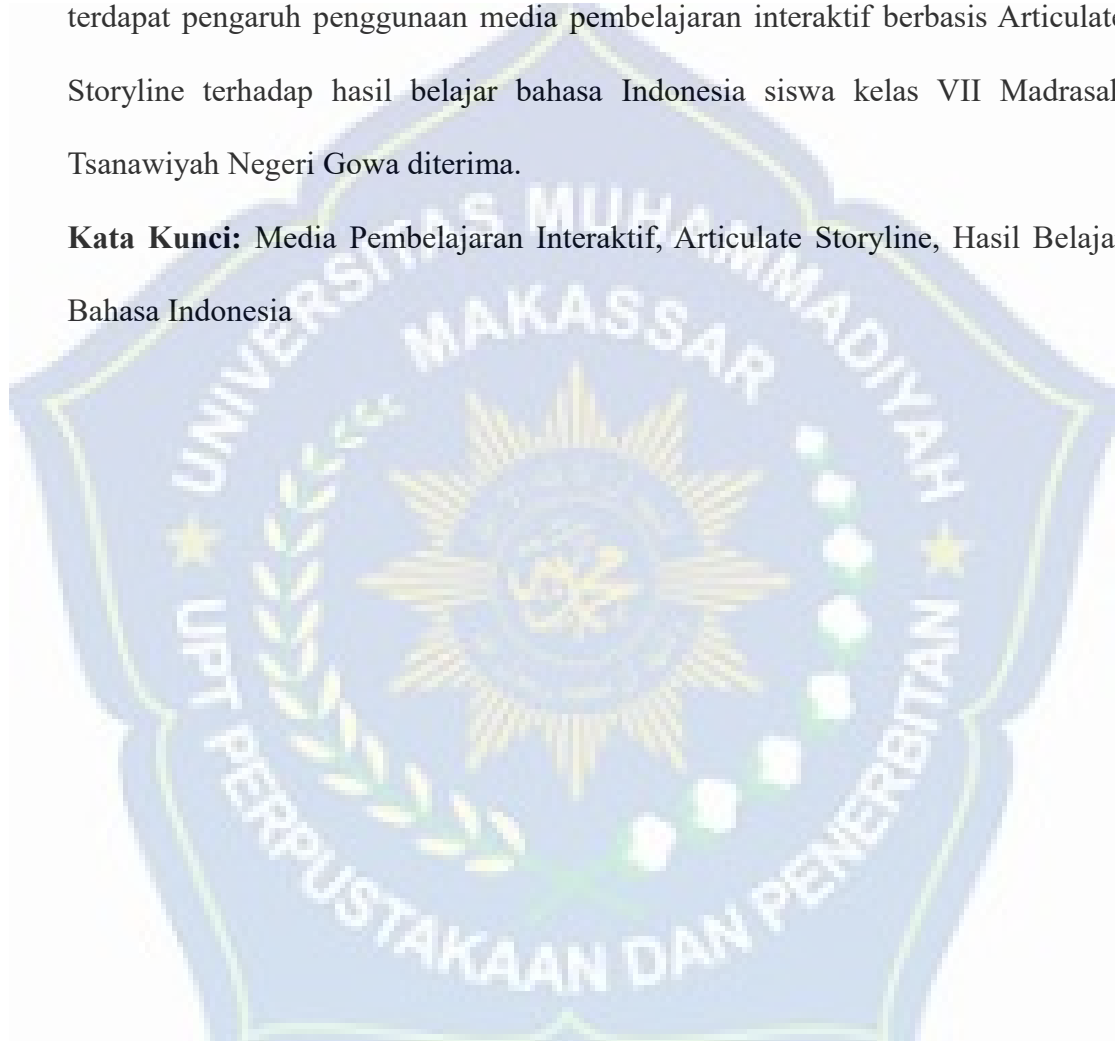 terdapat pengaruh penggunaan media pembelajaran interaktif berbasis Articulate
Storyline terhadap hasil belajar bahasa Indonesia siswa kelas VII Madrasah
Tsanawiyah Negeri Gowa diterima.
Kata Kunci: Media Pembelajaran Interaktif, Articulate Storyline, Hasil Belajar
Bahasa Indonesia
UNIVERSITAS MUHAMMADIYAH
MAKASSAR
UPT PERPUSTAKAAN DAN PENERBITAN